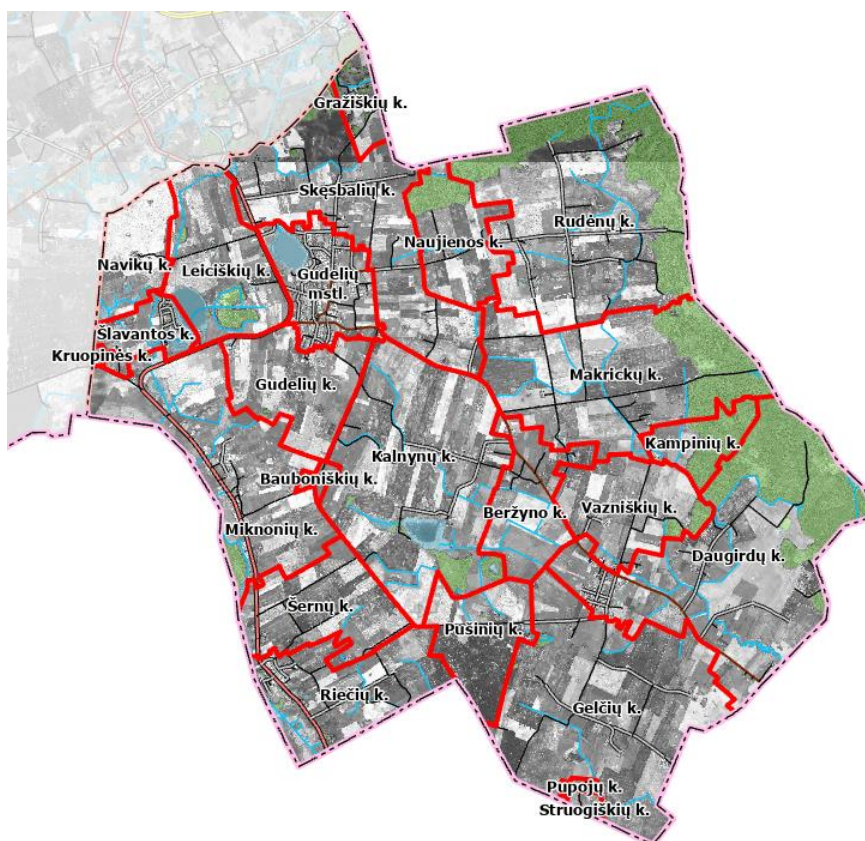 Gražiškių k.
Skęsbalių k.
Rudėnų k.
Naujienos k.
Navikų k.
Leiciškių k.
Gudelių
mstl.
Šlavantos k.
Kruopinės k.
Gudelių k.
Makrickų k.
Kampinių k.
Kalnynų k.
Bauboniškių k.
Beržyno k.
Vazniškių k.
Miknonių k.
Daugirdų k.
Šernų k.
Pušinių k.
Riečių k.
Gelčių k.
Pupojų k.
Struogiškių k.